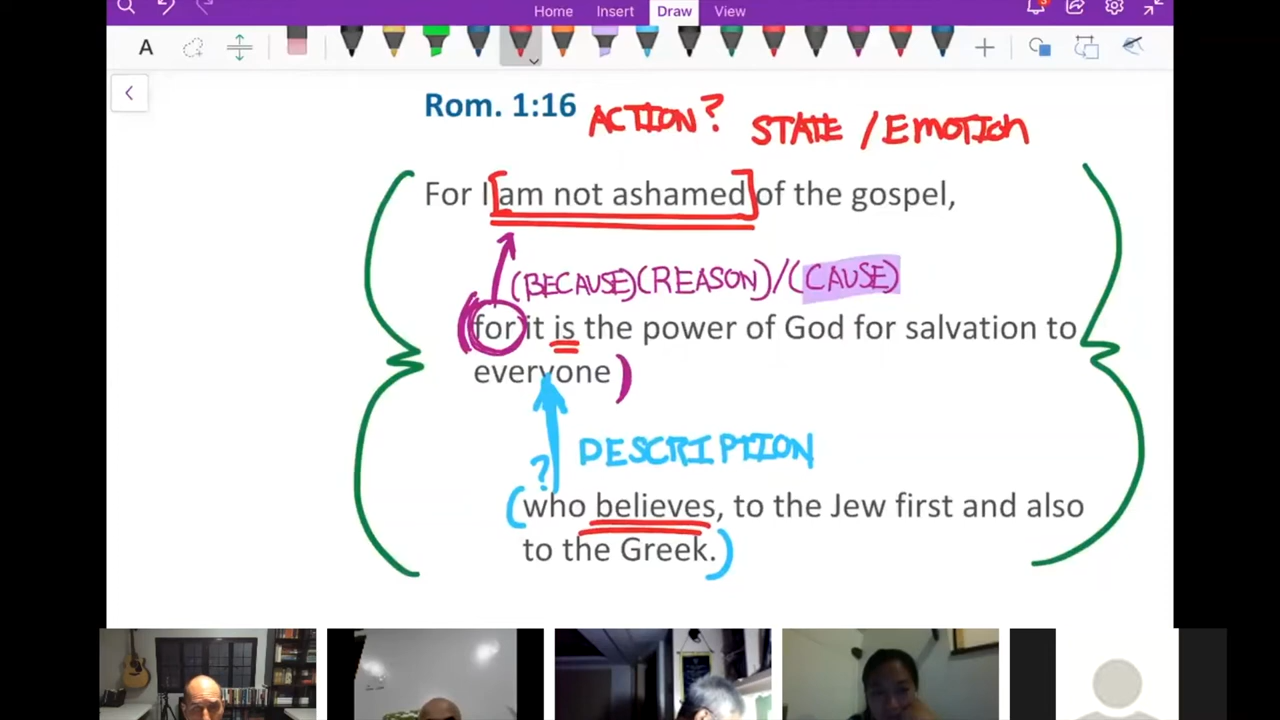 Home Insert Draw View
A
Rom. 1:16 ACTION? STATE / EMOTION
For I [am not ashamed] of the gospel,
(BECAUSE)(REASON)/(CAUSE)
(for it is the power of God for salvation to
everyone)
? DESCRIPTION
(who believes, to the Jew first and also
to the Greek.)